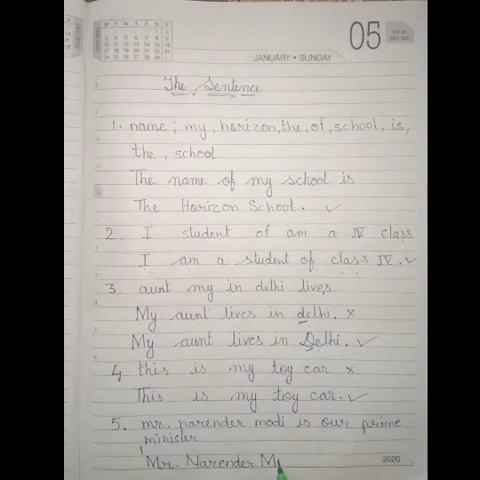 05
JANUARY • SUNDAY
The Sentence
1. name; my, horizon, the, of, school, is,
the, school
The name of my school is
The Horizon School. ✓
2. I student of am a IV class
I am a student of class IV. ✓
3. aunt my in delhi lives
My aunt lives in delhi. x
My aunt lives in Delhi. ✓
4. this is my toy car x
This is my toy car. ✓
5. mr. narender modi is our prime
minister
Mr. Narender M
2020